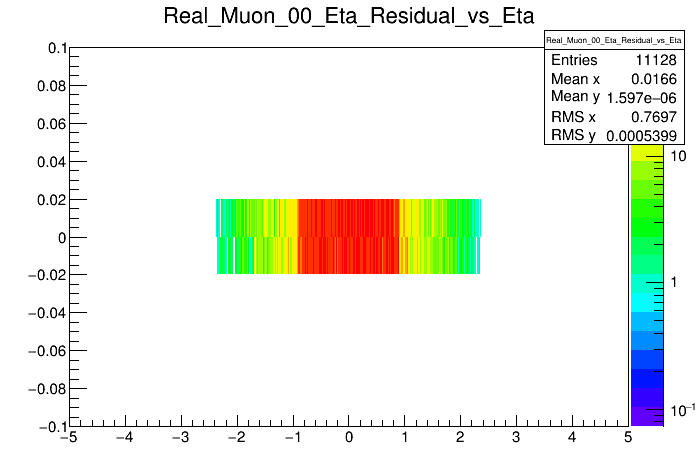 Real_Muon_00_Eta_Residual_vs_Eta
Real_Muon_00_Eta_Residual_vs_Eta
Entries 11128
Mean x 0.0166
Mean y 1.597e−06
RMS x 0.7697
RMS y 0.0005399
0.1
0.08
0.06
0.04
0.02
0
−0.02
−0.04
−0.06
−0.08
−0.1
−5 −4 −3 −2 −1 0 1 2 3 4 5
10
1
10⁻¹